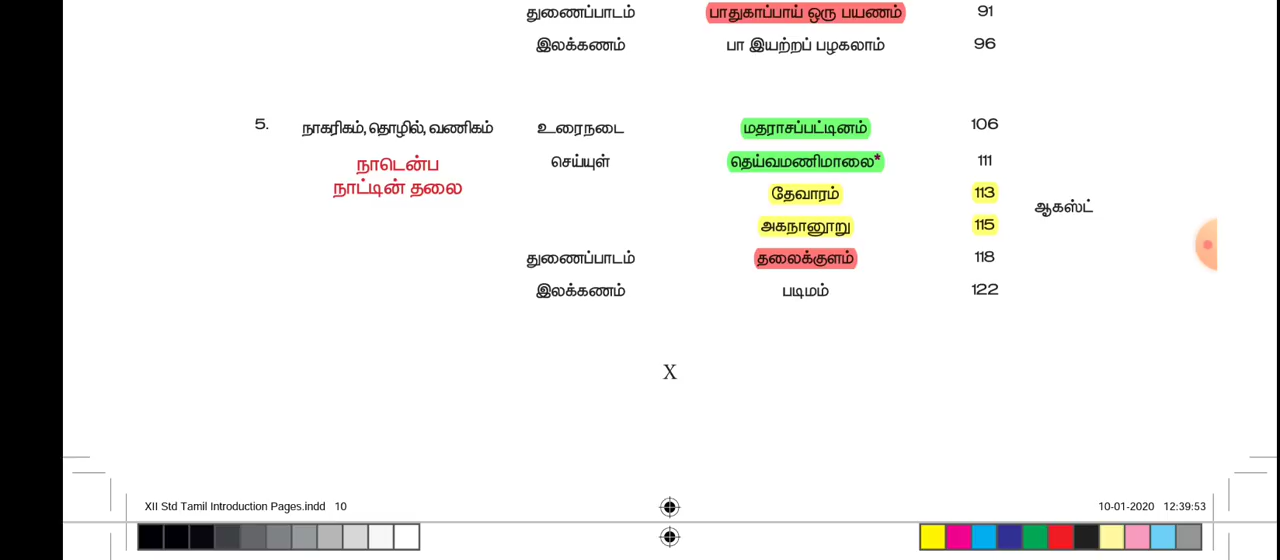 துணைப்பாடம் பாதுகாப்பாய் ஒரு பயணம் 91
இலக்கணம் பா இயற்றப் பழகலாம் 96
5. நாகரிகம், தொழில், வணிகம் உரைநடை மதராசப்பட்டினம் 106
நாடென்ப செய்யுள் தெய்வமணிமாலை* 111
நாட்டின் தலை தேவாரம் 113
ஆகஸ்ட்
அகநானூறு 115
துணைப்பாடம் தலைக்குளம் 118
இலக்கணம் படிமம் 122
X
XII Std Tamil Introduction Pages.indd 10 10-01-2020 12:39:53